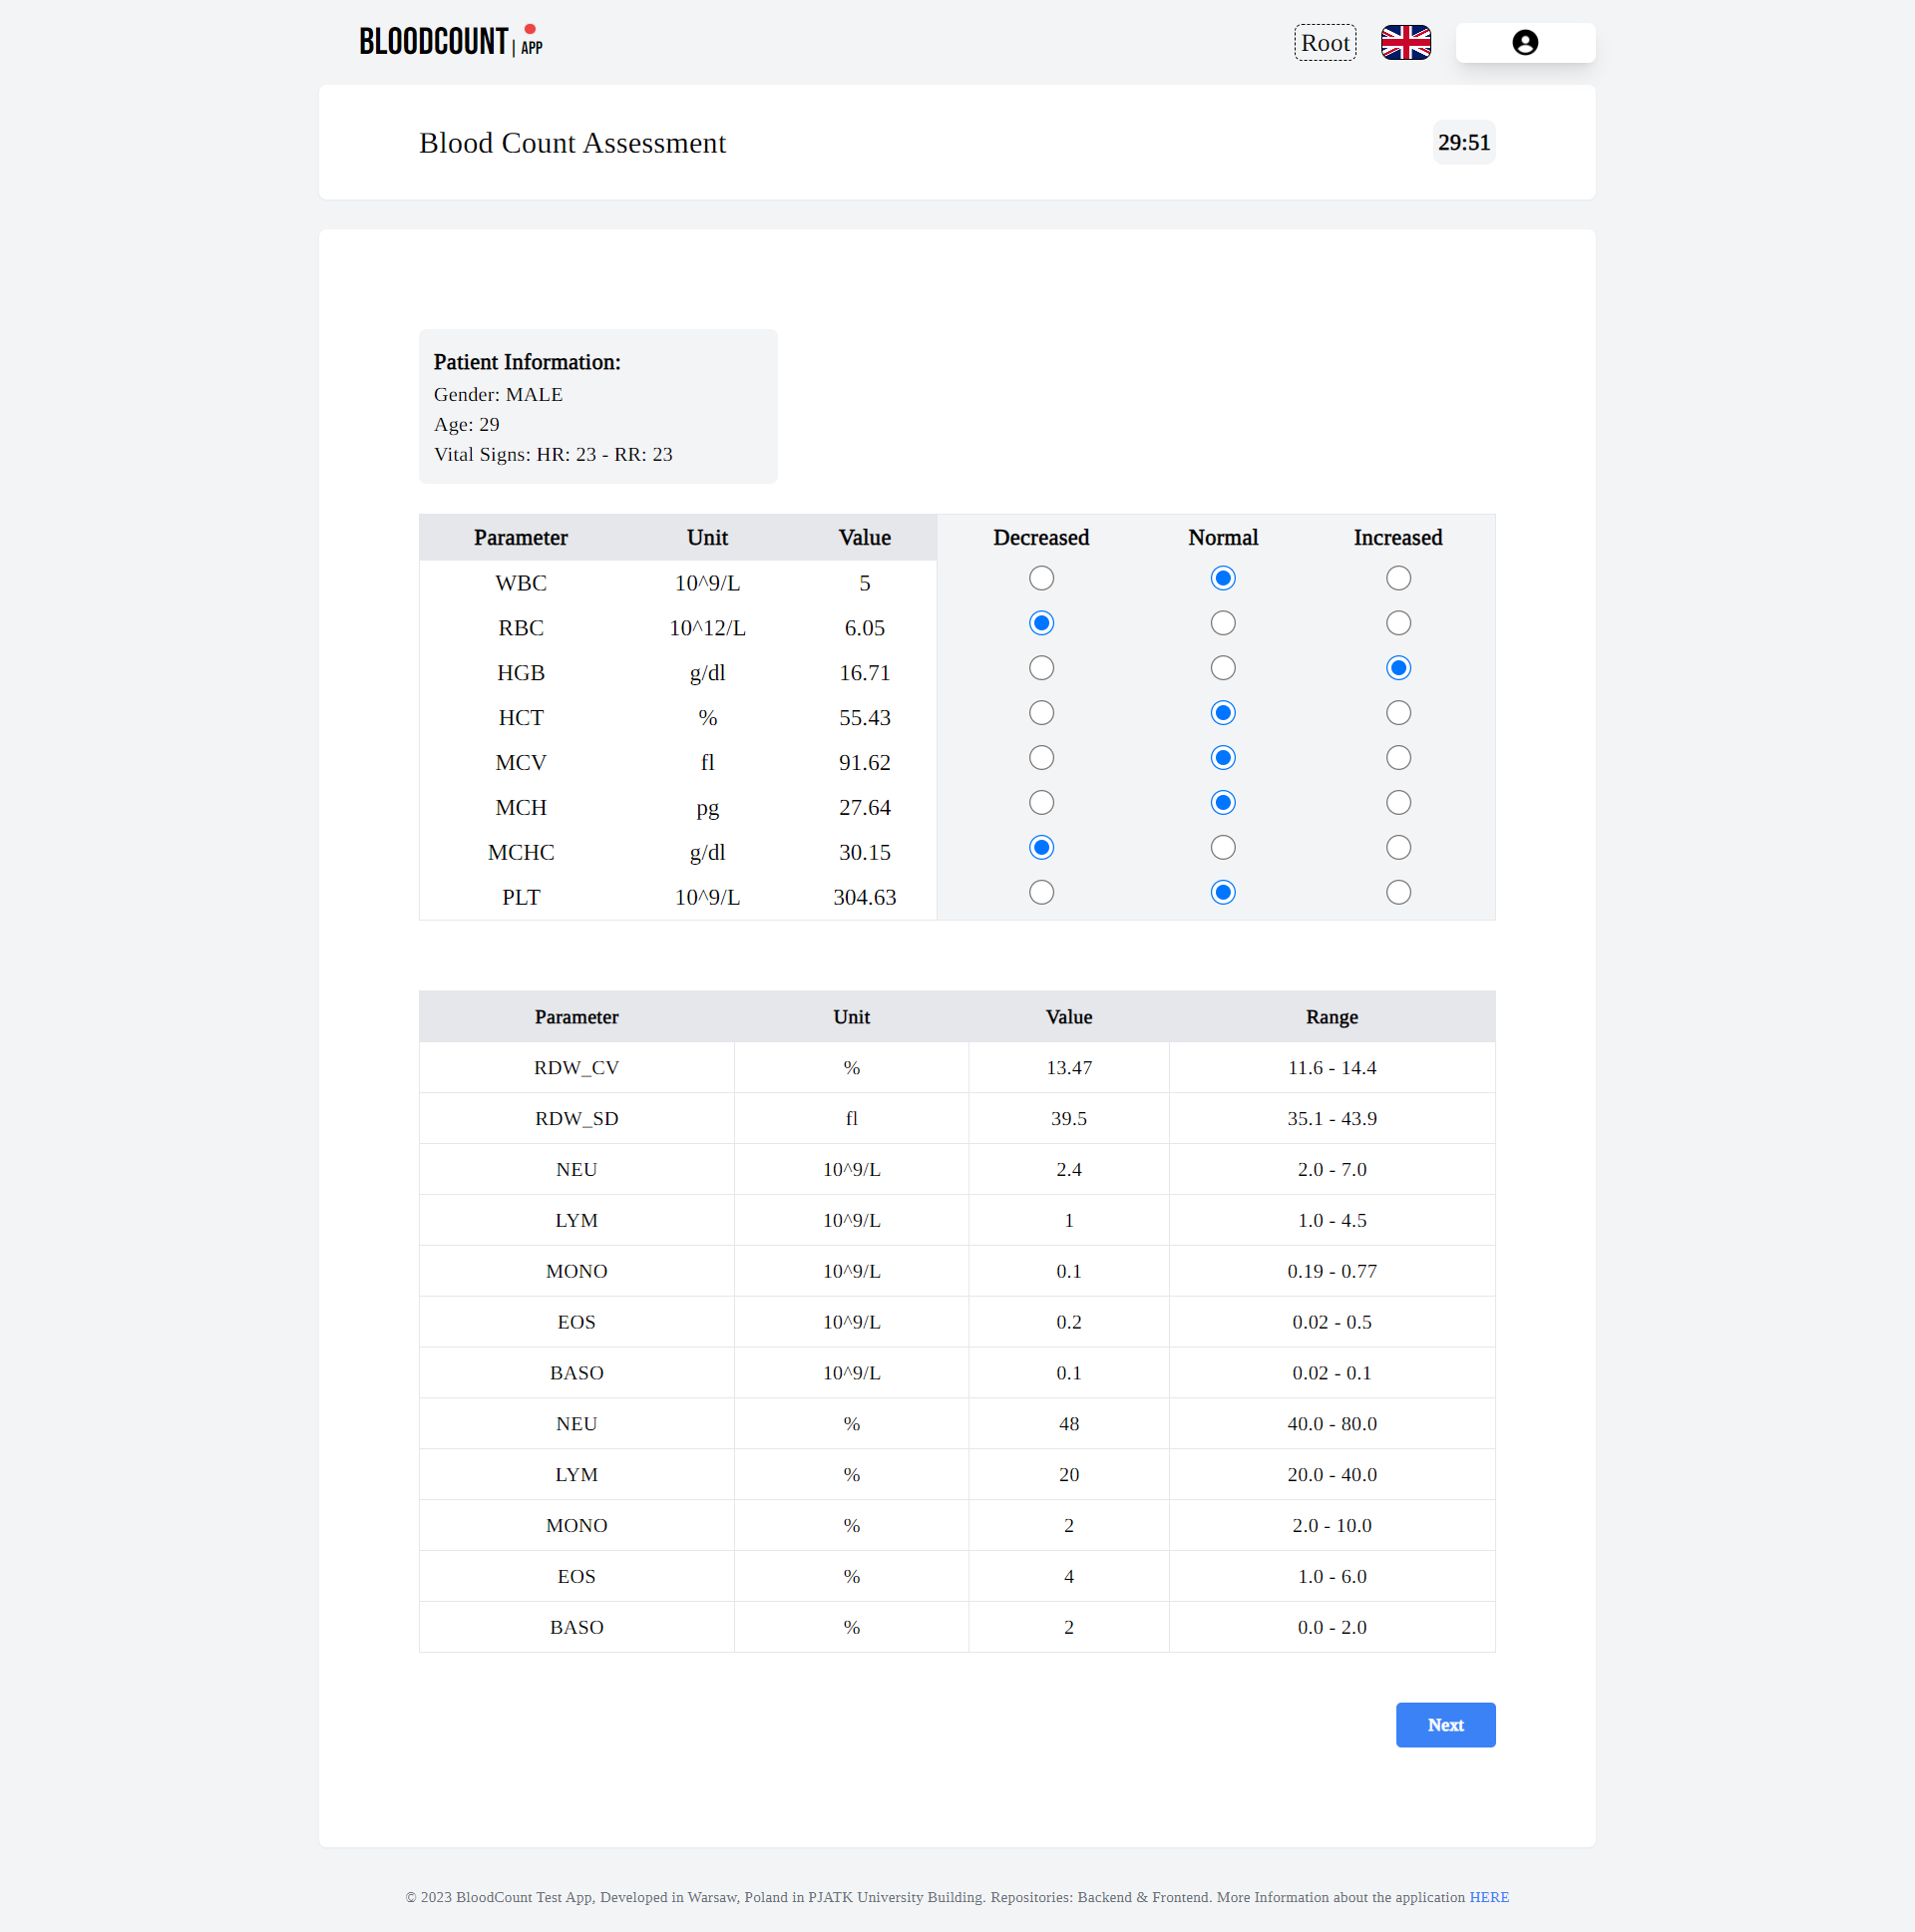 BLOODCOUNT | APP
Root
Blood Count Assessment
29:51
Patient Information:
Gender: MALE
Age: 29
Vital Signs: HR: 23 - RR: 23
Parameter Unit Value Decreased Normal Increased
WBC 10^9/L 5
RBC 10^12/L 6.05
HGB g/dl 16.71
HCT % 55.43
MCV fl 91.62
MCH pg 27.64
MCHC g/dl 30.15
PLT 10^9/L 304.63
Parameter Unit Value Range
RDW_CV % 13.47 11.6 - 14.4
RDW_SD fl 39.5 35.1 - 43.9
NEU 10^9/L 2.4 2.0 - 7.0
LYM 10^9/L 1 1.0 - 4.5
MONO 10^9/L 0.1 0.19 - 0.77
EOS 10^9/L 0.2 0.02 - 0.5
BASO 10^9/L 0.1 0.02 - 0.1
NEU % 48 40.0 - 80.0
LYM % 20 20.0 - 40.0
MONO % 2 2.0 - 10.0
EOS % 4 1.0 - 6.0
BASO % 2 0.0 - 2.0
Next
© 2023 BloodCount Test App, Developed in Warsaw, Poland in PJATK University Building. Repositories: Backend & Frontend. More Information about the application HERE